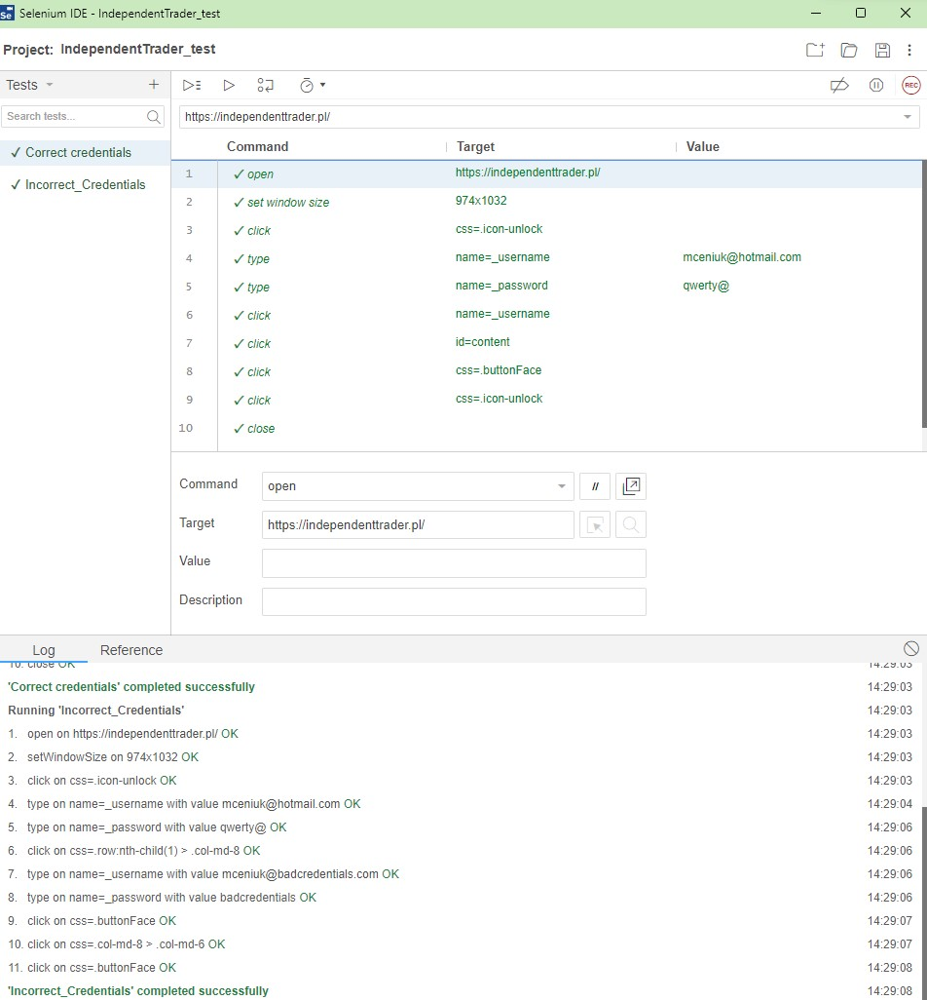 Se Selenium IDE - IndependentTrader_test
Project: IndependentTrader_test
Tests
Search tests...
✓ Correct credentials
✓ Incorrect_Credentials
REC
https://independenttrader.pl/
Command Target Value
1 ✓ open https://independenttrader.pl/
2 ✓ set window size 974x1032
3 ✓ click css=.icon-unlock
4 ✓ type name=_username mceniuk@hotmail.com
5 ✓ type name=_password qwerty@
6 ✓ click name=_username
7 ✓ click id=content
8 ✓ click css=.buttonFace
9 ✓ click css=.icon-unlock
10 ✓ close
Command open //
Target https://independenttrader.pl/
Value
Description
Log Reference
10. close OK 14:29:03
'Correct credentials' completed successfully 14:29:03
Running 'Incorrect_Credentials' 14:29:03
1. open on https://independenttrader.pl/ OK 14:29:03
2. setWindowSize on 974x1032 OK 14:29:03
3. click on css=.icon-unlock OK 14:29:03
4. type on name=_username with value mceniuk@hotmail.com OK 14:29:04
5. type on name=_password with value qwerty@ OK 14:29:06
6. click on css=.row:nth-child(1) > .col-md-8 OK 14:29:06
7. type on name=_username with value mceniuk@badcredentials.com OK 14:29:06
8. type on name=_password with value badcredentials OK 14:29:06
9. click on css=.buttonFace OK 14:29:07
10. click on css=.col-md-8 > .col-md-6 OK 14:29:07
11. click on css=.buttonFace OK 14:29:08
'Incorrect_Credentials' completed successfully 14:29:08